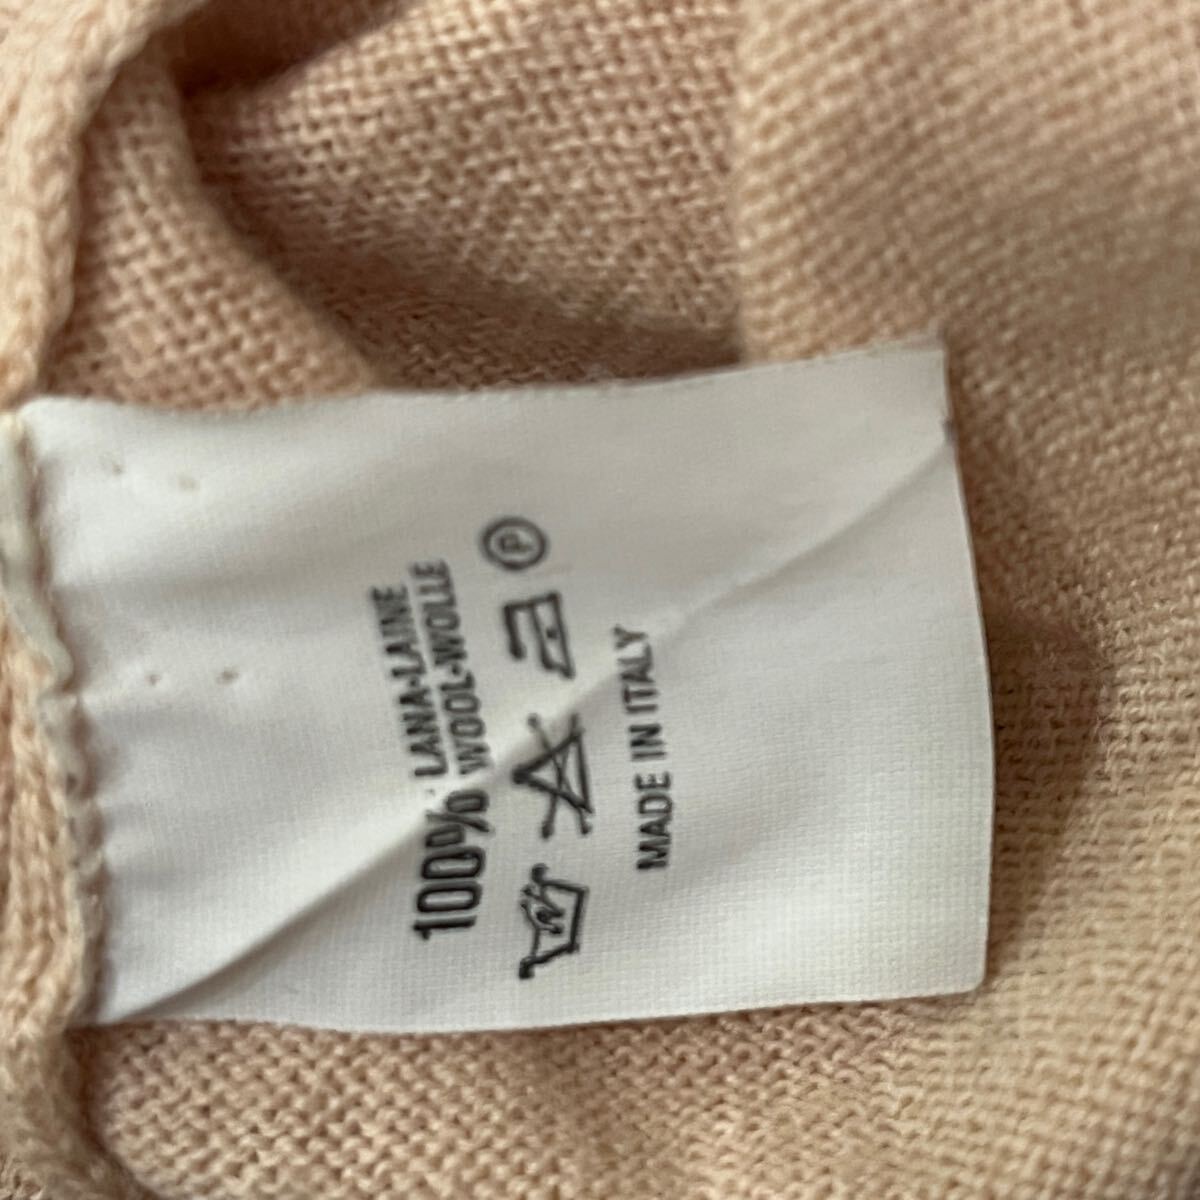 100% LANA-LAINE
WOOL-WOLLE
P
MADE IN ITALY